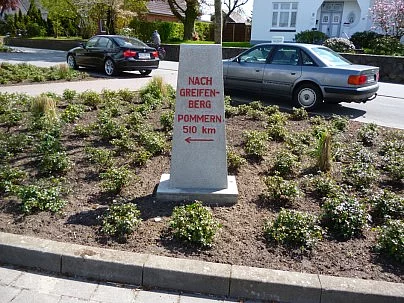 NACH
GREIFEN-
BERG
POMMERN
510 km
←